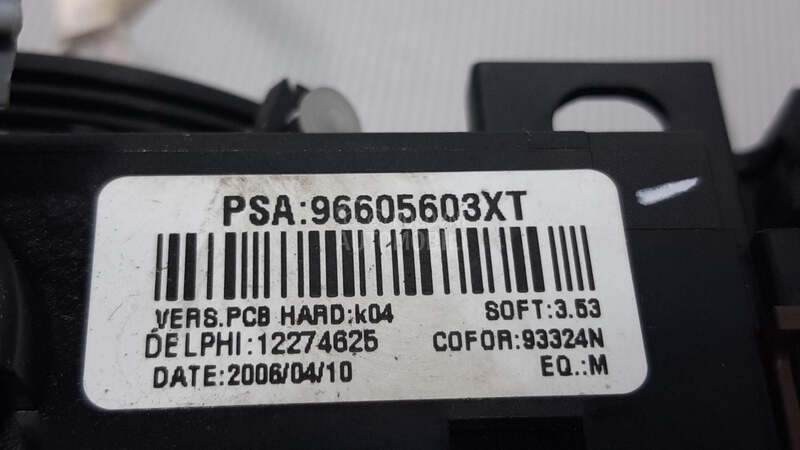 PSA:96605603XT
VERS.PCB HARD:k04 SOFT:3.53
DELPHI:12274625 COFOR:93324N
DATE:2006/04/10 EQ.:M